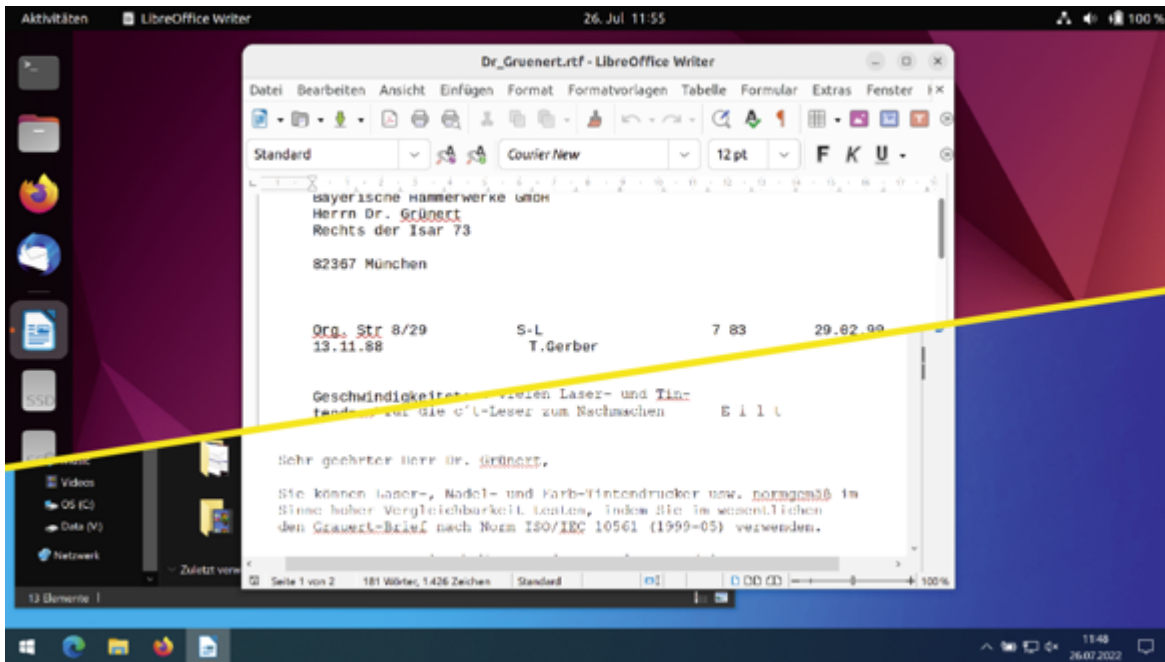 Aktivitäten LibreOffice Writer 26. Jul 11:55 100 %
Dr_Gruenert.rtf - LibreOffice Writer
Datei Bearbeiten Ansicht Einfügen Format Formatvorlagen Tabelle Formular Extras Fenster
Standard Courier New 12 pt F K U
Bayerische Hammerwerke GmbH
Herrn Dr. Grünert
Rechts der Isar 73
82367 München
Org. Str 8/29 S-L 7 83 29.02.99
13.11.88 T.Gerber
Geschwindigkeitst vielen Laser- und Tin-
für die c't-Leser zum Nachmachen E i l t
Sehr geehrter Herr Dr. Grünert,
Sie können Laser-, Nadel- und Farb-Tintendrucker usw. normgemäß im
Sinne hoher Vergleichbarkeit testen, indem Sie im wesentlichen
den Grauert-Brief nach Norm ISO/IEC 10561 (1999-05) verwenden.
SSD
Videos
OS (C:)
Data (V:)
Netzwerk
Zuletzt verw
Seite 1 von 2 181 Wörter, 1.426 Zeichen Standard 100%
13 Elemente
11:48
26.07.2022